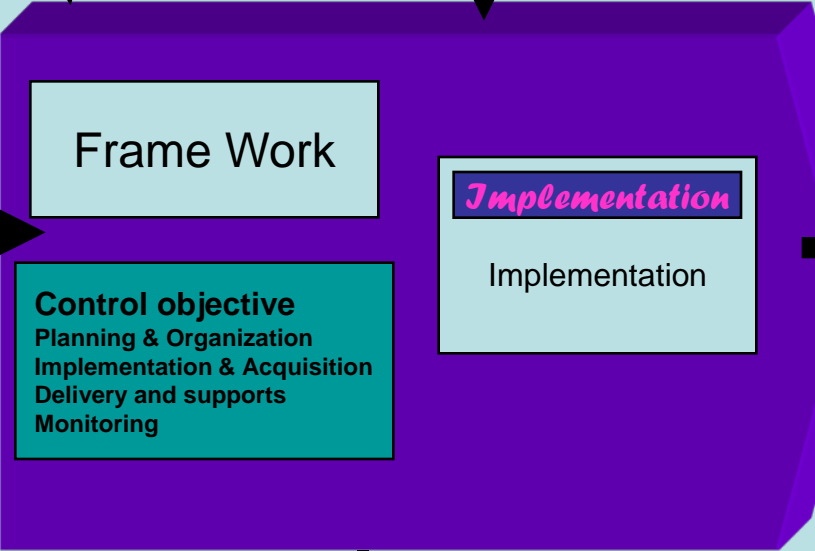 Frame Work
Control objective
Planning & Organization
Implementation & Acquisition
Delivery and supports
Monitoring
Implementation
Implementation